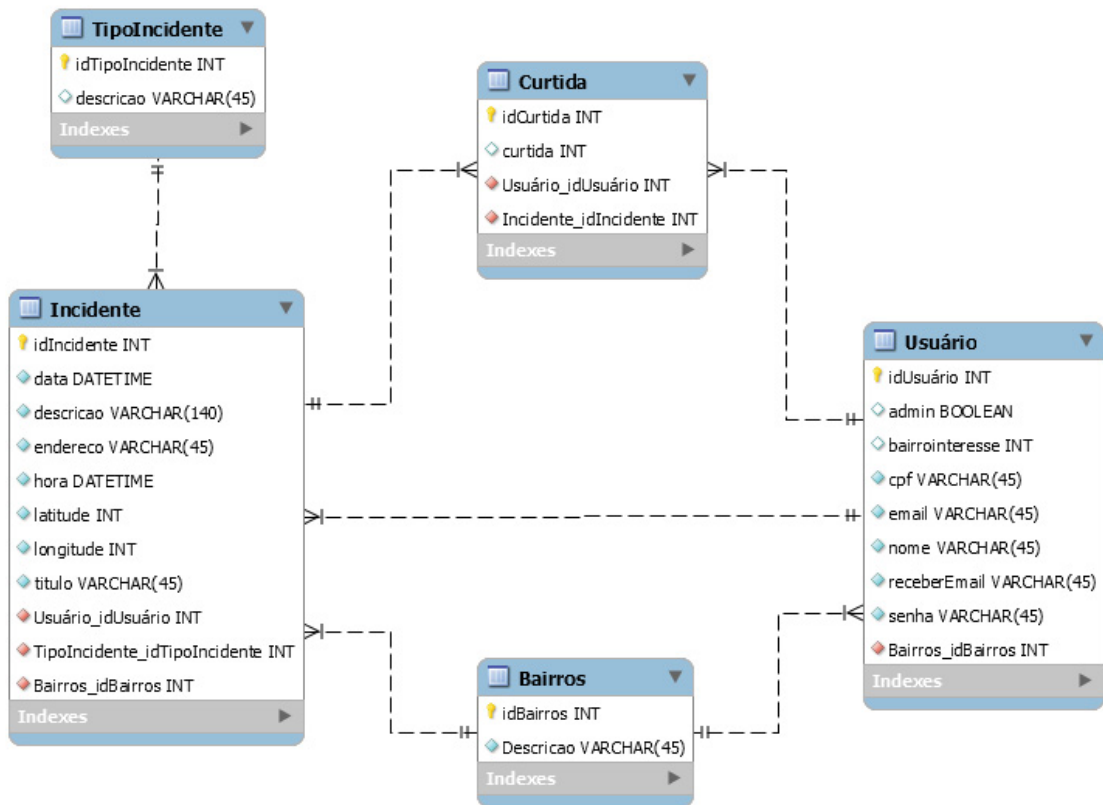 TipoIncidente
idTipoIncidente INT
descricao VARCHAR(45)
Indexes
Curtida
idCurtida INT
curtida INT
Usuário_idUsuário INT
Incidente_idIncidente INT
Indexes
Incidente
idIncidente INT
data DATETIME
descricao VARCHAR(140)
endereco VARCHAR(45)
hora DATETIME
latitude INT
longitude INT
titulo VARCHAR(45)
Usuário_idUsuário INT
TipoIncidente_idTipoIncidente INT
Bairros_idBairros INT
Indexes
Usuário
idUsuário INT
admin BOOLEAN
bairrointeresse INT
cpf VARCHAR(45)
email VARCHAR(45)
nome VARCHAR(45)
receberEmail VARCHAR(45)
senha VARCHAR(45)
Bairros_idBairros INT
Indexes
Bairros
idBairros INT
Descricao VARCHAR(45)
Indexes